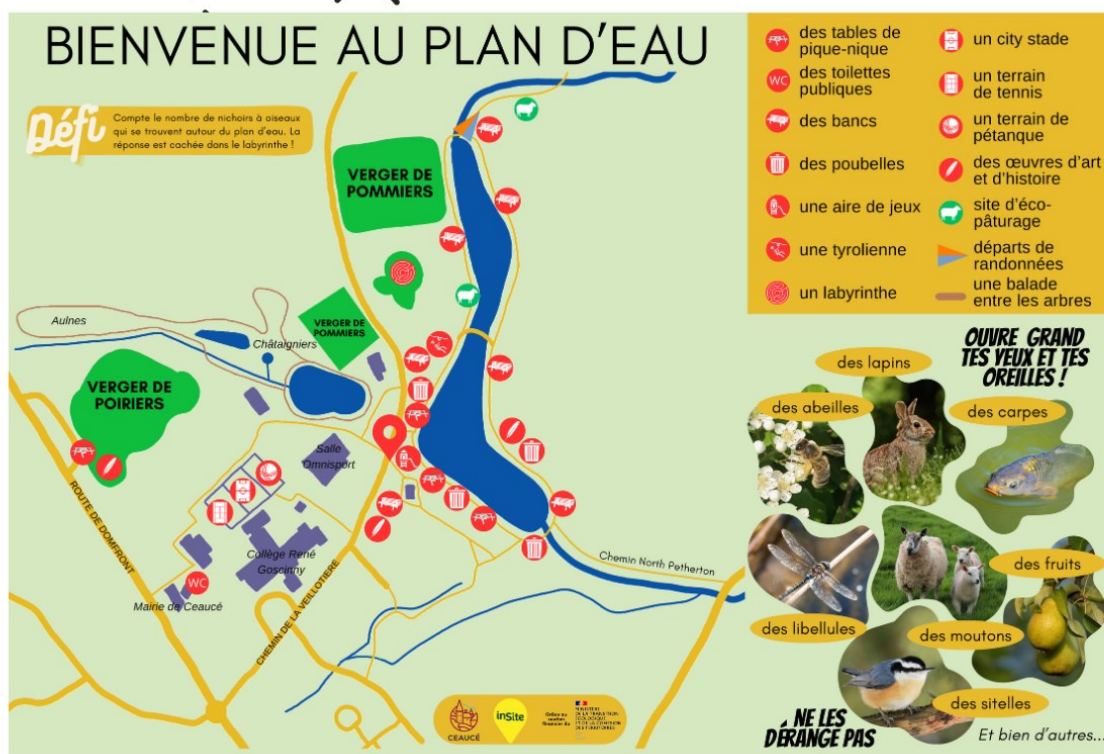 BIENVENUE AU PLAN D'EAU
Défi
Compte le nombre de nichoirs à oiseaux
qui se trouvent autour du plan d'eau. La
réponse est cachée dans le labyrinthe !
des tables de
pique-nique
WC
des toilettes
publiques
des bancs
des poubelles
une aire de jeux
une tyrolienne
un labyrinthe
un city stade
un terrain
de tennis
un terrain de
pétanque
des œuvres d'art
et d'histoire
site d'éco-
pâturage
départs de
randonnées
une balade
entre les arbres
VERGER DE
POMMIERS
VERGER DE
POMMIERS
Aulnes
Châtaigniers
VERGER DE
POIRIERS
Salle
Omnisport
Collège René
Goscinny
WC
Mairie de Ceaucé
ROUTE DE DOMFRONT
CHEMIN DE LA VEILLOTIERE
Chemin North Petherton
OUVRE GRAND
TES YEUX ET TES
OREILLES !
des lapins
des abeilles
des carpes
des fruits
des libellules
des moutons
des sitelles
NE LES
DÉRANGE PAS
Et bien d'autres...
CEAUCÉ
inSite